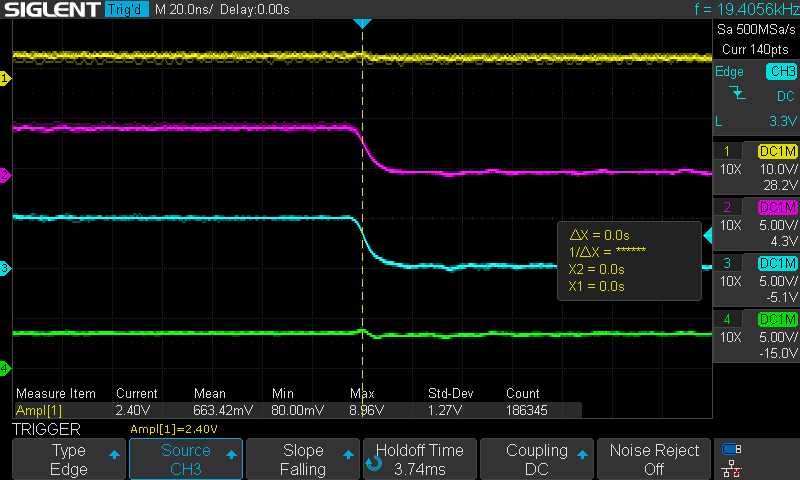 SIGLENT Trig'd M 20.0ns/ Delay:0.00s f = 19.4056kHz
Sa 500MSa/s
Curr 140pts
Edge CH3
DC
L 3.3V
1 DC1M
10X 10.0V/
28.2V
2 DC1M
10X 5.00V/
4.3V
3 DC1M
10X 5.00V/
-5.1V
4 DC1M
10X 5.00V/
-15.0V
1
2
3
4
ΔX = 0.0s
1/ΔX = ******
X2 = 0.0s
X1 = 0.0s
Measure Item Current Mean Min Max Std-Dev Count
Ampl[1] 2.40V 663.42mV 80.00mV 8.96V 1.27V 186345
TRIGGER Ampl[1]=2.40V
Type Source Slope Holdoff Time Coupling Noise Reject
Edge CH3 Falling 3.74ms DC Off